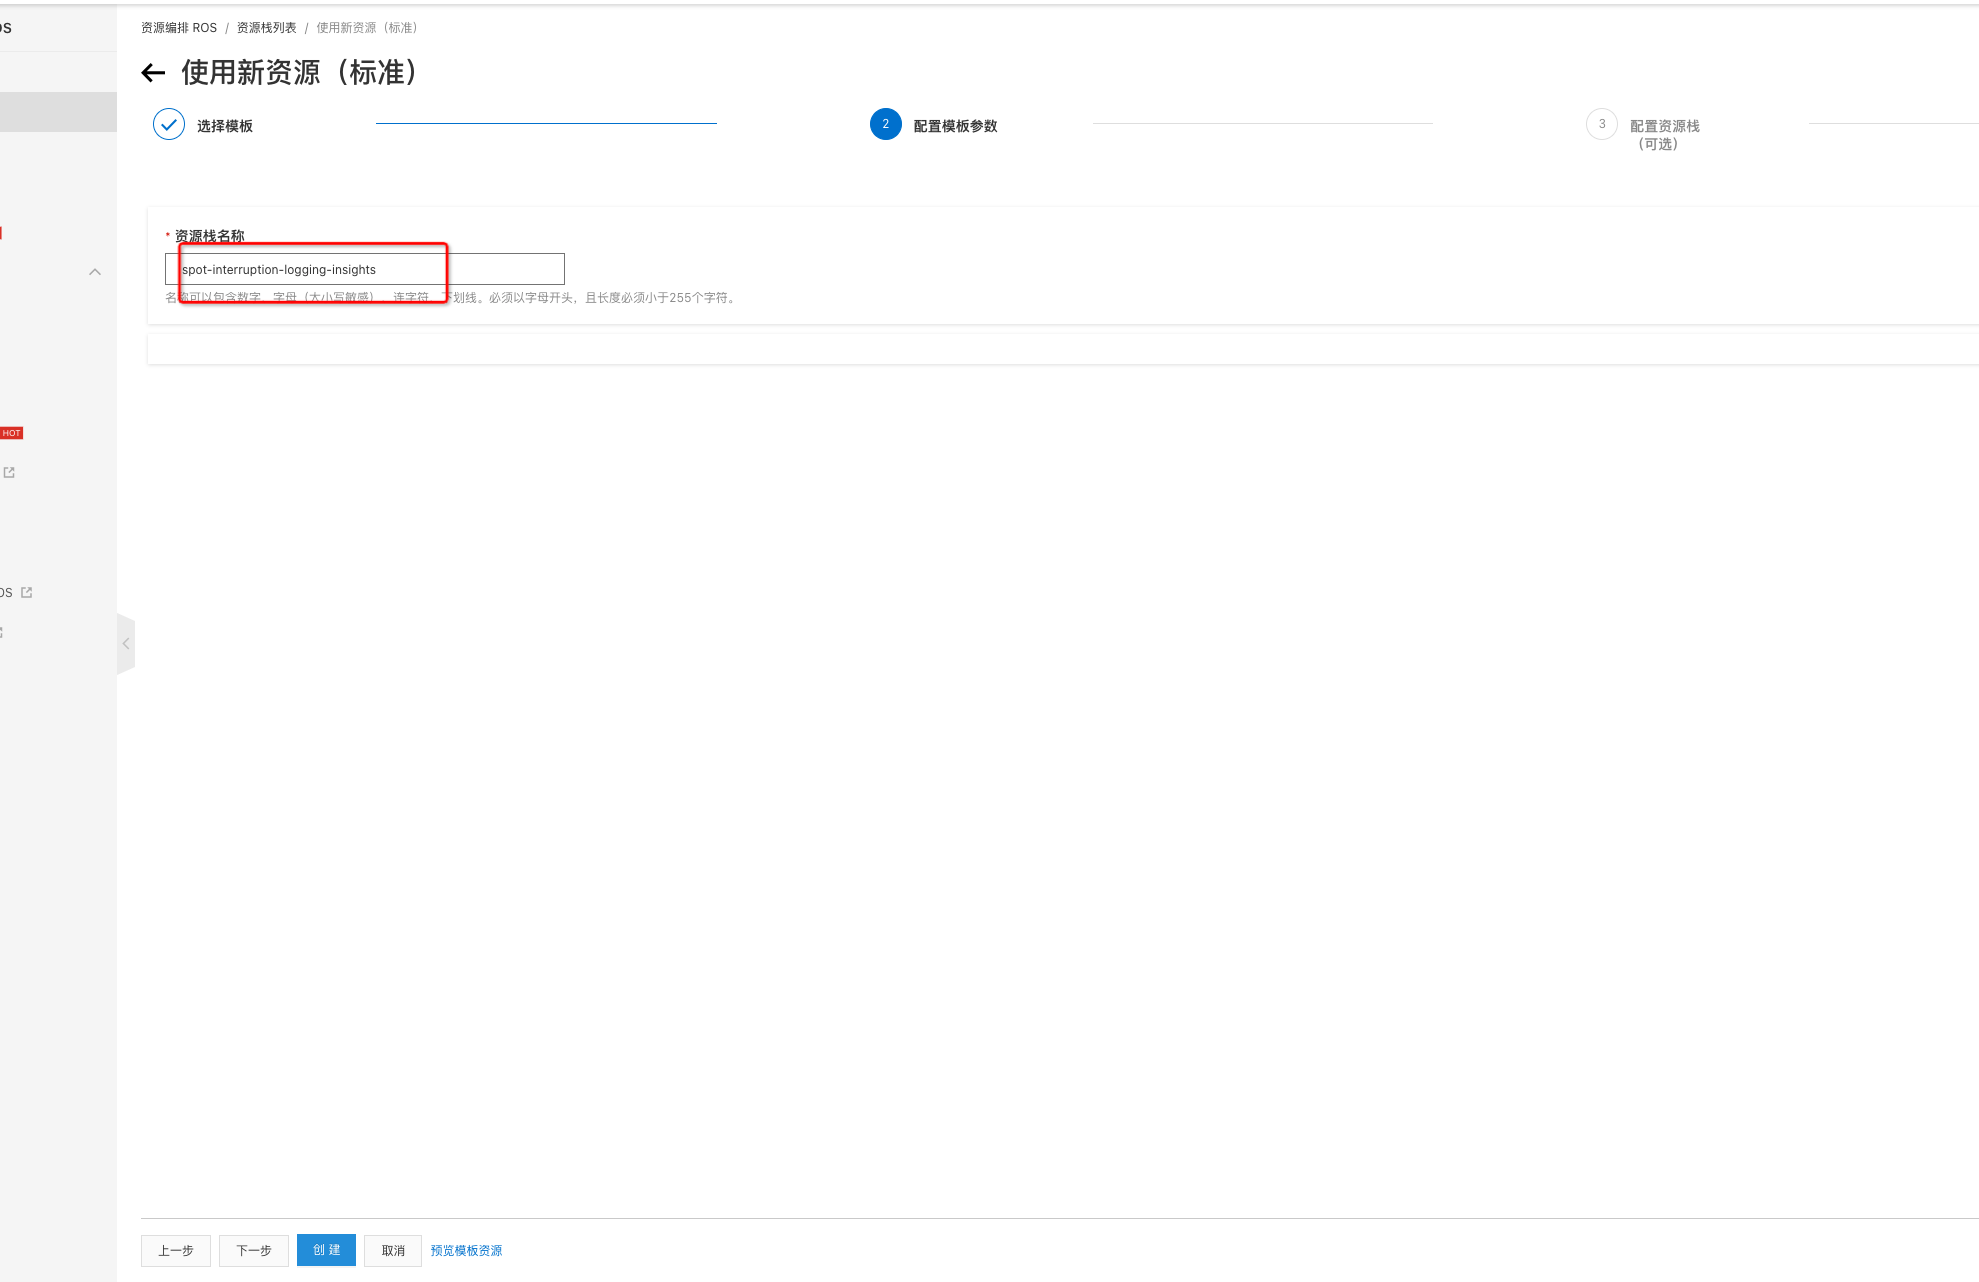 OS
资源编排 ROS / 资源栈列表 / 使用新资源（标准）
使用新资源（标准）
选择模板
2 配置模板参数
3 配置资源栈
（可选）
* 资源栈名称
spot-interruption-logging-insights
名称可以包含数字、字母（大小写敏感）、连字符、下划线。必须以字母开头，且长度必须小于255个字符。
HOT
OS
上一步 下一步 创 建 取消 预览模板资源